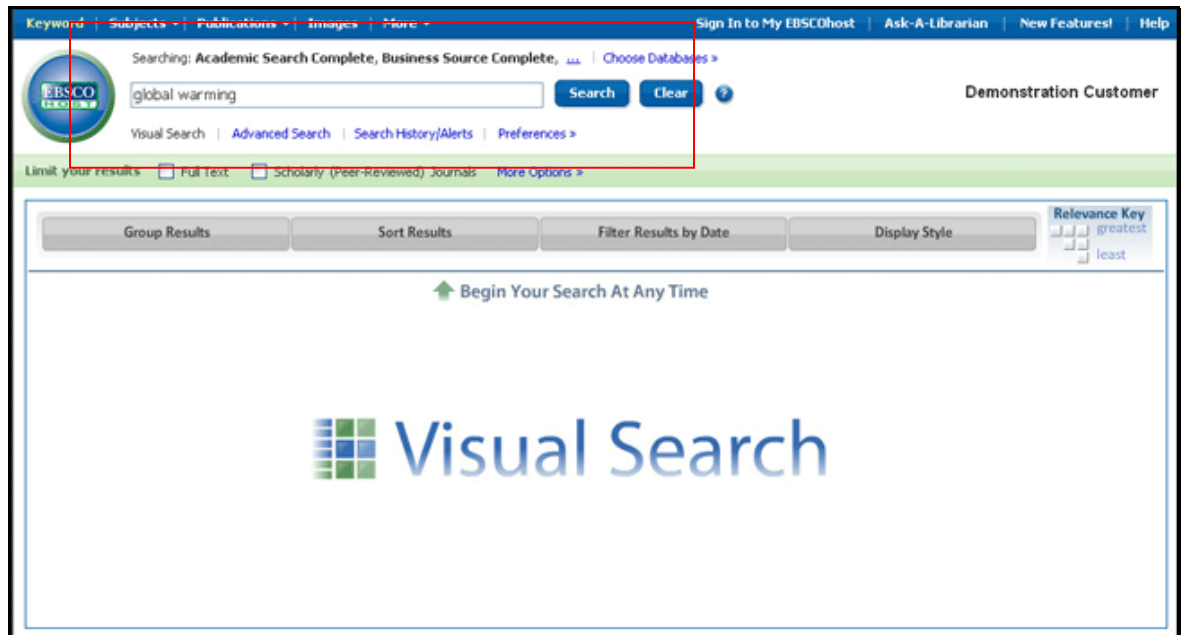 Keyword | Subjects | Publications | Images | More Sign In to My EBSCOhost | Ask-A-Librarian | New Features! | Help
Searching: Academic Search Complete, Business Source Complete, ... | Choose Databases »
EBSCO
HOST
global warming Search Clear ? Demonstration Customer
Visual Search | Advanced Search | Search History/Alerts | Preferences »
Limit your results Full Text Scholarly (Peer-Reviewed) Journals More Options »
Group Results Sort Results Filter Results by Date Display Style
Relevance Key
greatest
least
Begin Your Search At Any Time
Visual Search